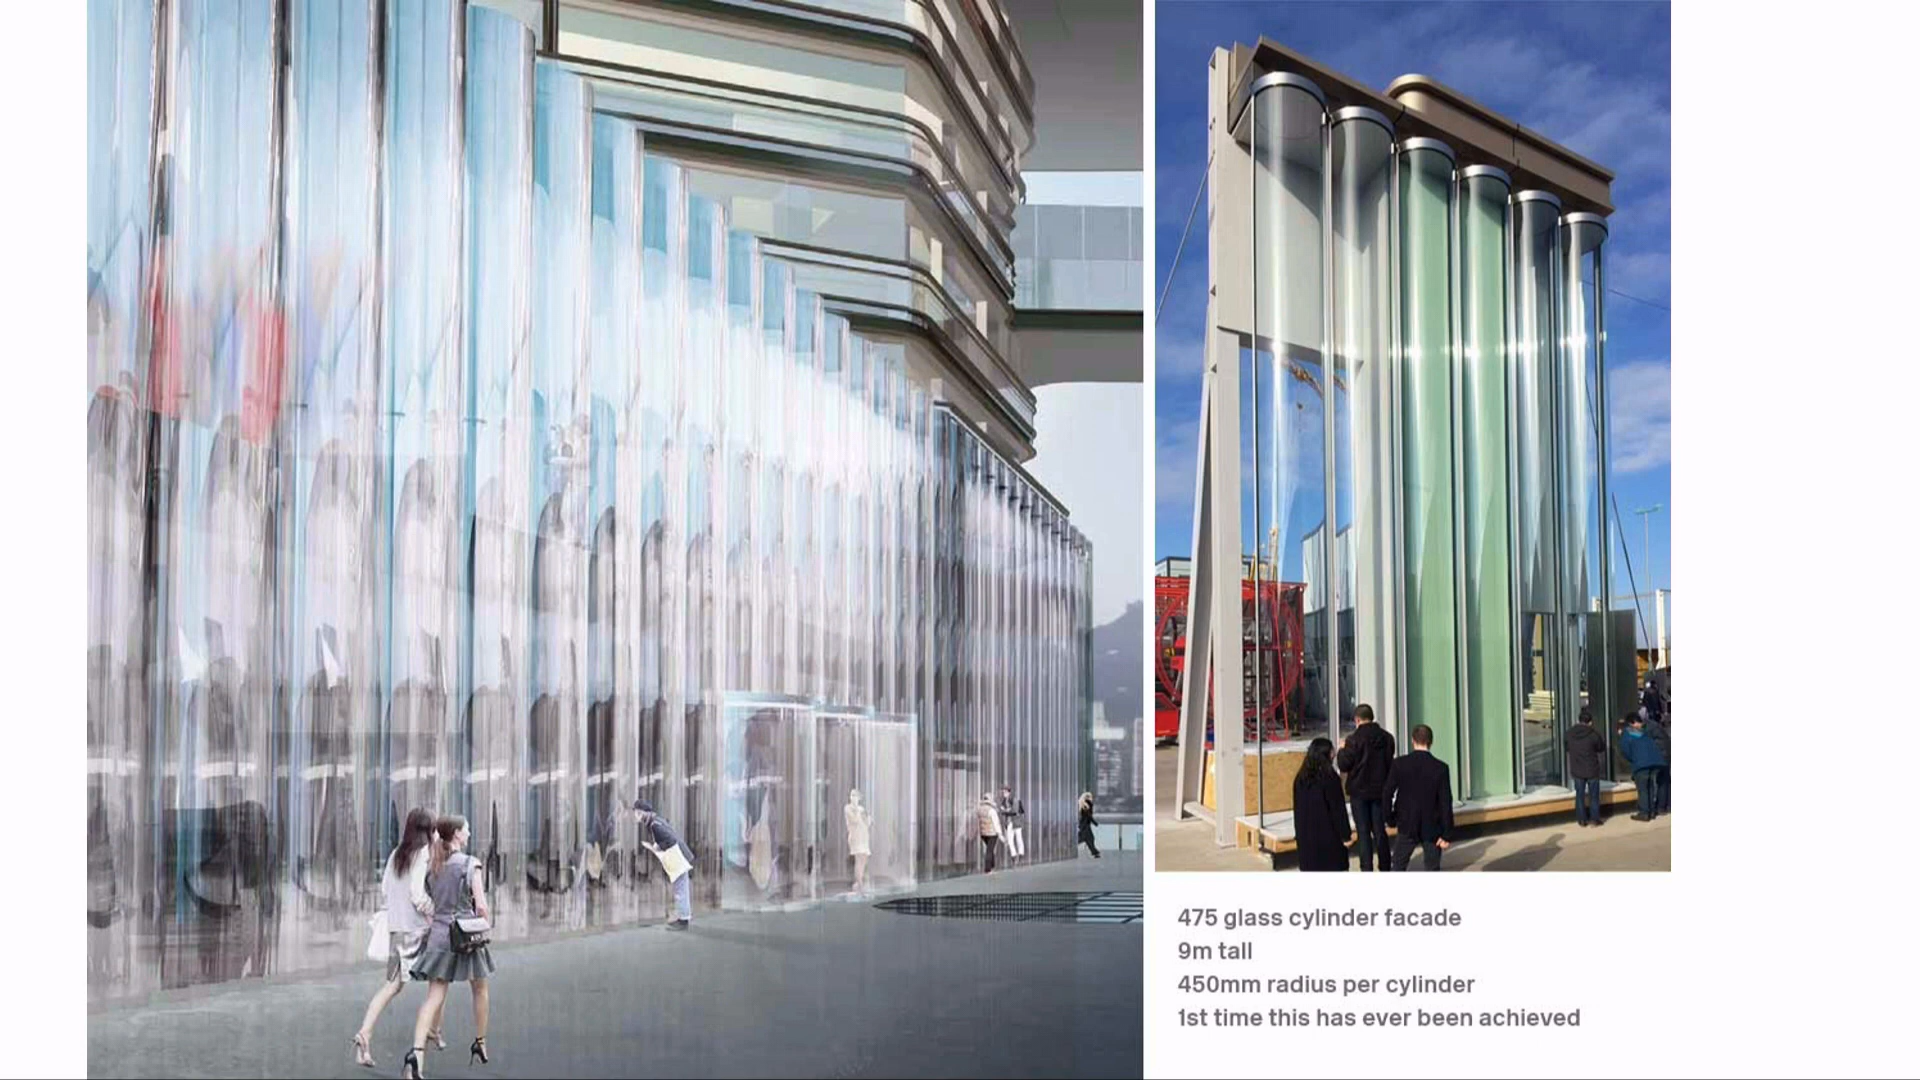 475 glass cylinder facade
9m tall
450mm radius per cylinder
1st time this has ever been achieved